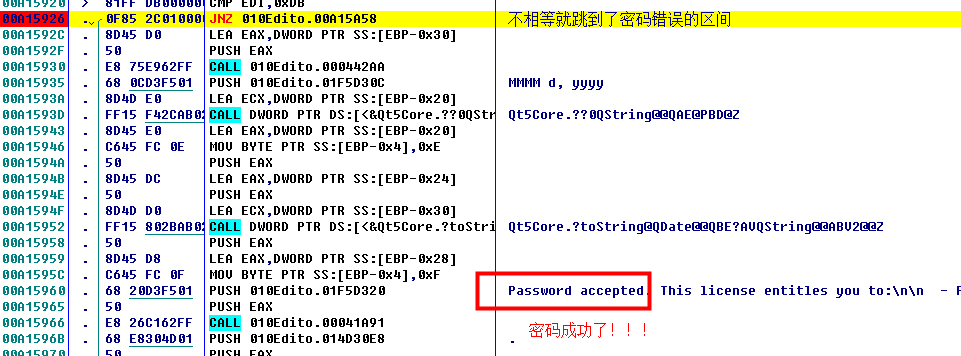 00A15920 > 81FF DB000000 CMP EDI,0xDB
00A15926 . 0F85 2C010000 JNZ 010Edito.00A15A58 不相等就跳到了密码错误的区间
00A1592C . 8D45 D0 LEA EAX,DWORD PTR SS:[EBP-0x30]
00A1592F . 50 PUSH EAX
00A15930 . E8 75E962FF CALL 010Edito.000442AA
00A15935 . 68 0CD3F501 PUSH 010Edito.01F5D30C MMMM d, yyyy
00A1593A . 8D4D E0 LEA ECX,DWORD PTR SS:[EBP-0x20]
00A1593D . FF15 F42CAB02 CALL DWORD PTR DS:[<&Qt5Core.??0QStri Qt5Core.??0QString@@QAE@PBD@Z
00A15943 . 8D45 E0 LEA EAX,DWORD PTR SS:[EBP-0x20]
00A15946 . C645 FC 0E MOV BYTE PTR SS:[EBP-0x4],0xE
00A1594A . 50 PUSH EAX
00A1594B . 8D45 DC LEA EAX,DWORD PTR SS:[EBP-0x24]
00A1594E . 50 PUSH EAX
00A1594F . 8D4D D0 LEA ECX,DWORD PTR SS:[EBP-0x30]
00A15952 . FF15 802BAB02 CALL DWORD PTR DS:[<&Qt5Core.?toStri Qt5Core.?toString@QDate@@QBE?AVQString@@ABV2@@Z
00A15958 . 50 PUSH EAX
00A15959 . 8D45 D8 LEA EAX,DWORD PTR SS:[EBP-0x28]
00A1595C . C645 FC 0F MOV BYTE PTR SS:[EBP-0x4],0xF
00A15960 . 68 20D3F501 PUSH 010Edito.01F5D320 Password accepted. This license entitles you to:\n\n - F
00A15965 . 50 PUSH EAX
00A15966 . E8 26C162FF CALL 010Edito.00041A91 密码成功了！！！
00A1596B . 68 E8304D01 PUSH 010Edito.014D30E8 .
00A15970 . 50 PUSH EAX